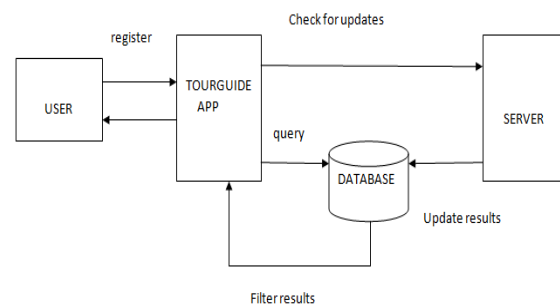 Check for updates
register
TOURGUIDE
APP
USER
SERVER
query
DATABASE
Update results
Filter results